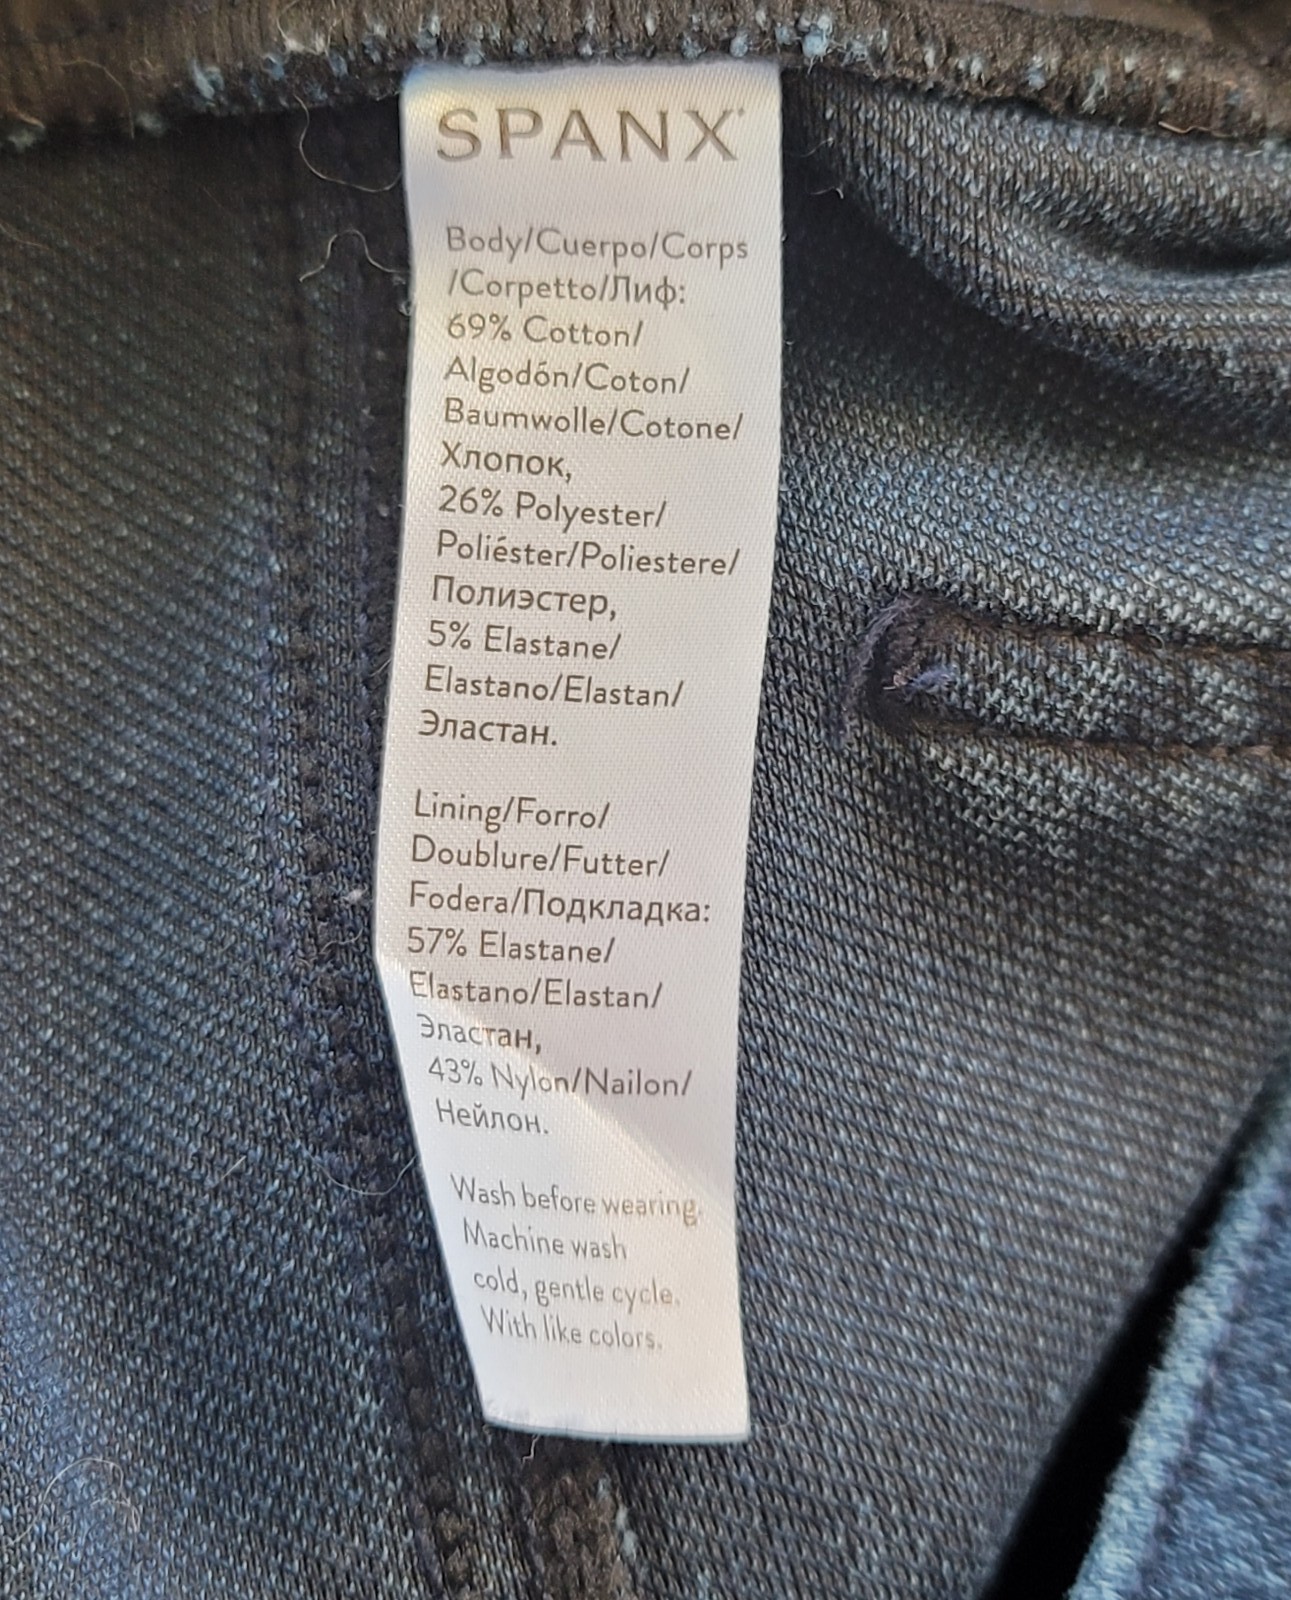 SPANX
Body/Cuerpo/Corps
/Corpetto/Лиф:
69% Cotton/
Algodón/Coton/
Baumwolle/Cotone/
Хлопок,
26% Polyester/
Poliéster/Poliestere/
Полиэстер,
5% Elastane/
Elastano/Elastan/
Эластан.
Lining/Forro/
Doublure/Futter/
Fodera/Подкладка:
57% Elastane/
Elastano/Elastan/
Эластан,
43% Nylon/Nailon/
Нейлон.
Wash before wearing.
Machine wash
cold, gentle cycle.
With like colors.